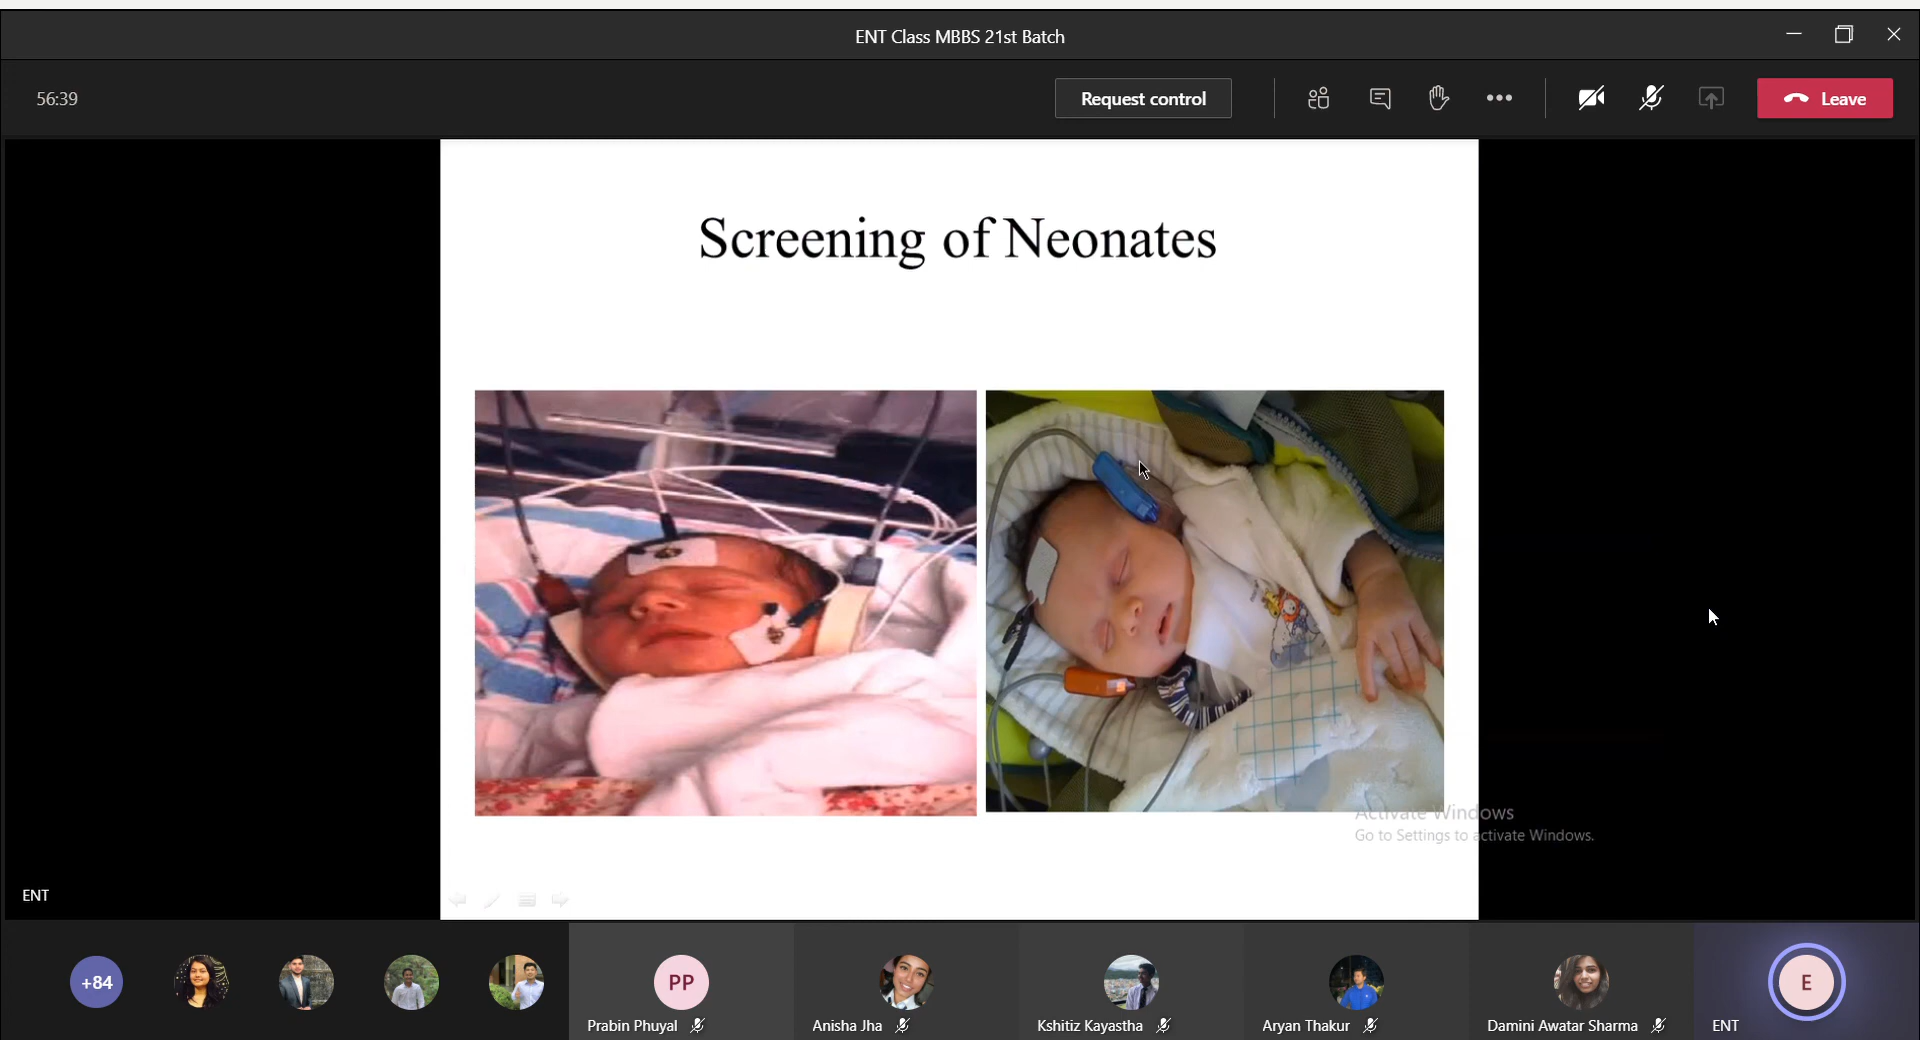 ENT Class MBBS 21st Batch
56:39
Request control
Leave
Screening of Neonates
Activate Windows
Go to Settings to activate Windows.
ENT
+84
PP
E
Prabin Phuyal
Anisha Jha
Kshitiz Kayastha
Aryan Thakur
Damini Awatar Sharma
ENT